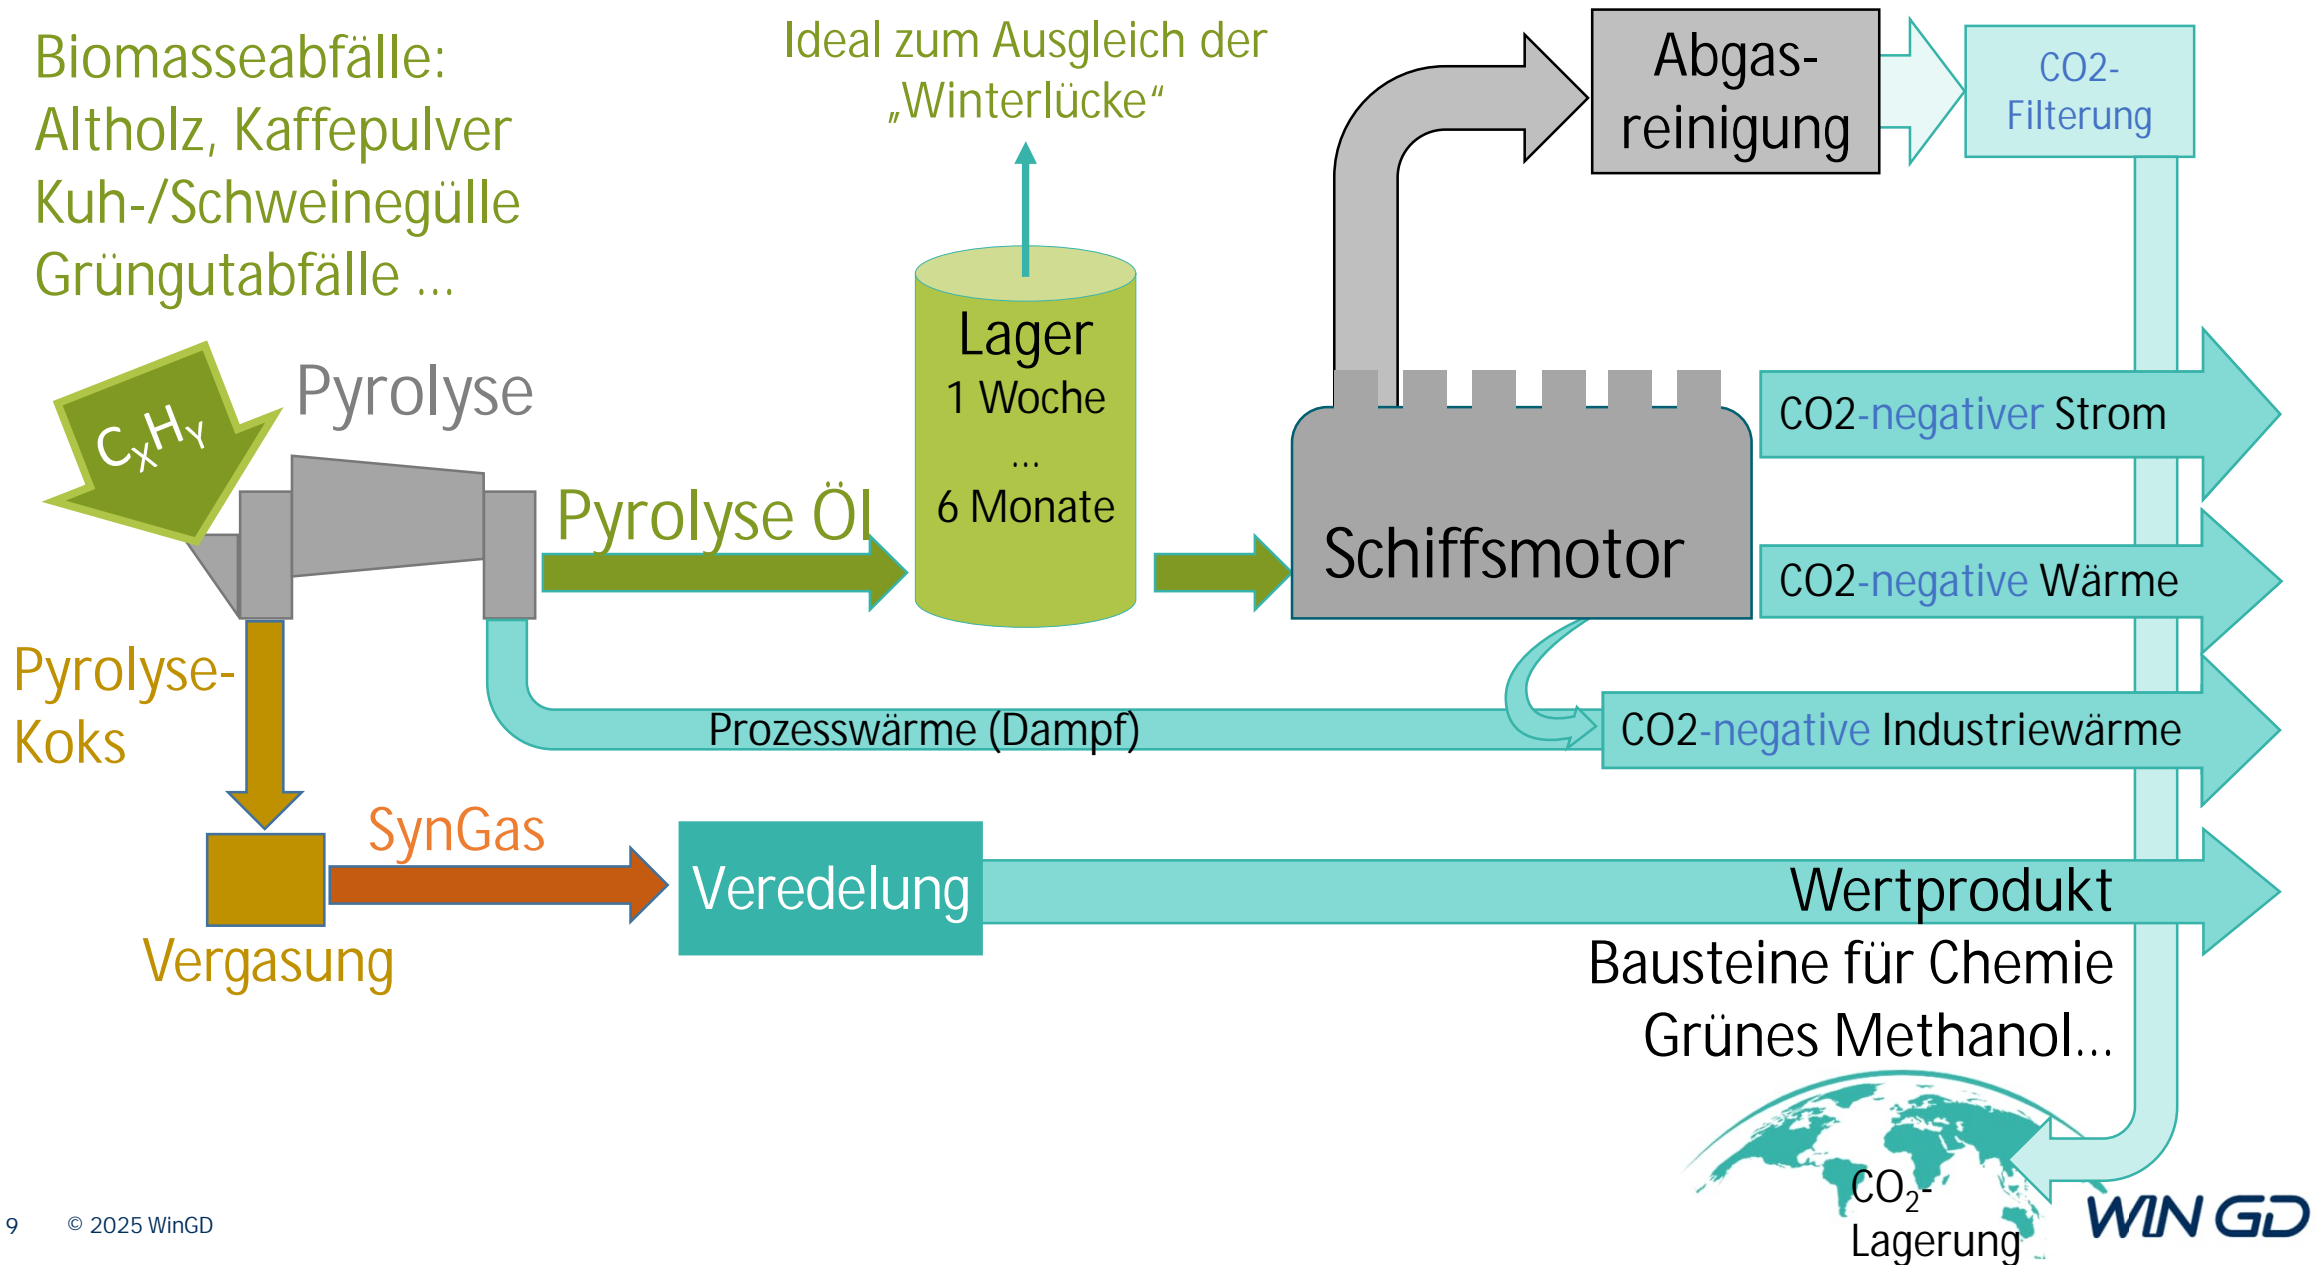 Biomasseabfälle:
Altholz, Kaffepulver
Kuh-/Schweinegülle
Grüngutabfälle ...
Ideal zum Ausgleich der
„Winterlücke“
Abgas-
reinigung
CO2-
Filterung
CXHY
Pyrolyse
Pyrolyse Öl
Lager
1 Woche
...
6 Monate
Schiffsmotor
CO2-negativer Strom
CO2-negative Wärme
CO2-negative Industriewärme
Prozesswärme (Dampf)
Pyrolyse-
Koks
Vergasung
SynGas
Veredelung
Wertprodukt
Bausteine für Chemie
Grünes Methanol...
CO₂-
Lagerung
9 © 2025 WinGD
WIN GD